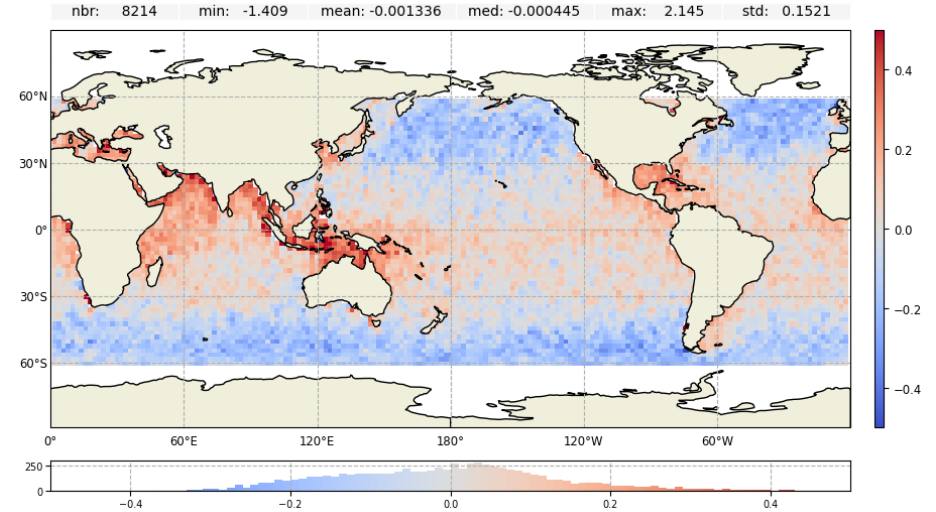 nbr: 8214 min: -1.409 mean: -0.001336 med: -0.000445 max: 2.145 std: 0.1521
0.4
60°N
0.2
30°N
0°
0.0
30°S
−0.2
60°S
−0.4
0° 60°E 120°E 180° 120°W 60°W
250
0
−0.4 −0.2 0.0 0.2 0.4